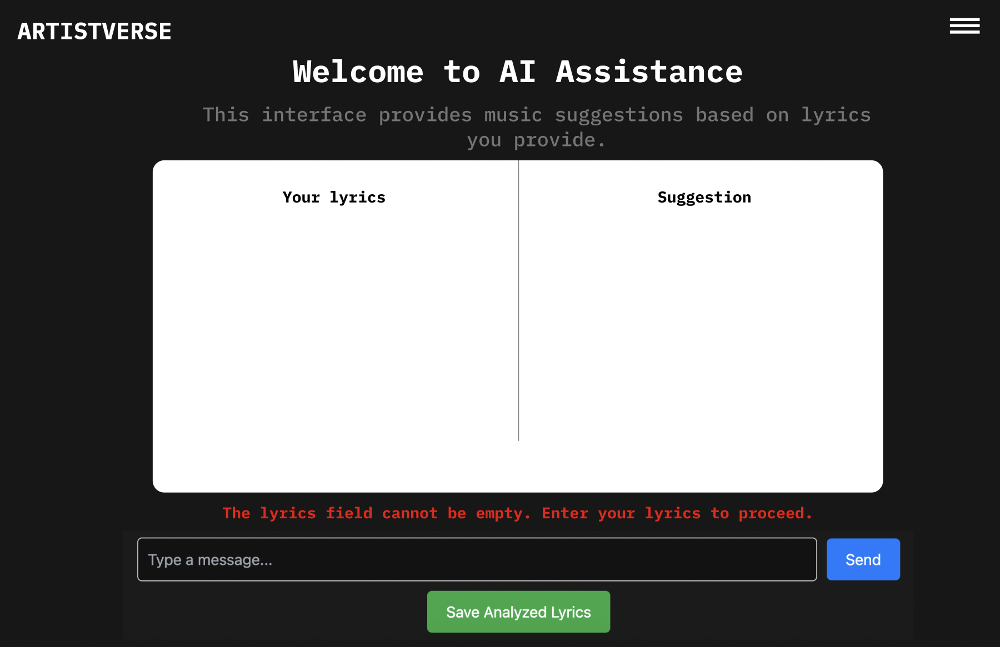 ARTISTVERSE
Welcome to AI Assistance
This interface provides music suggestions based on lyrics
you provide.
Your lyrics
Suggestion
The lyrics field cannot be empty. Enter your lyrics to proceed.
Type a message...
Send
Save Analyzed Lyrics